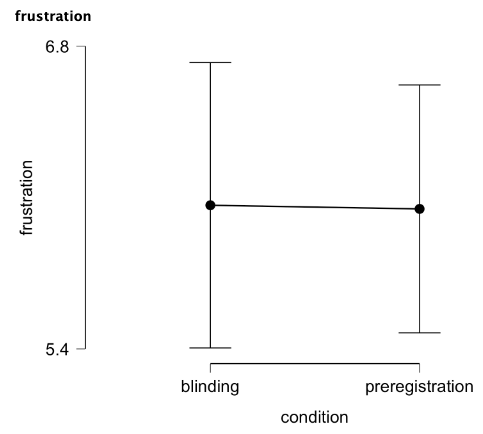 frustration
6.8
frustration
5.4
blinding preregistration
condition